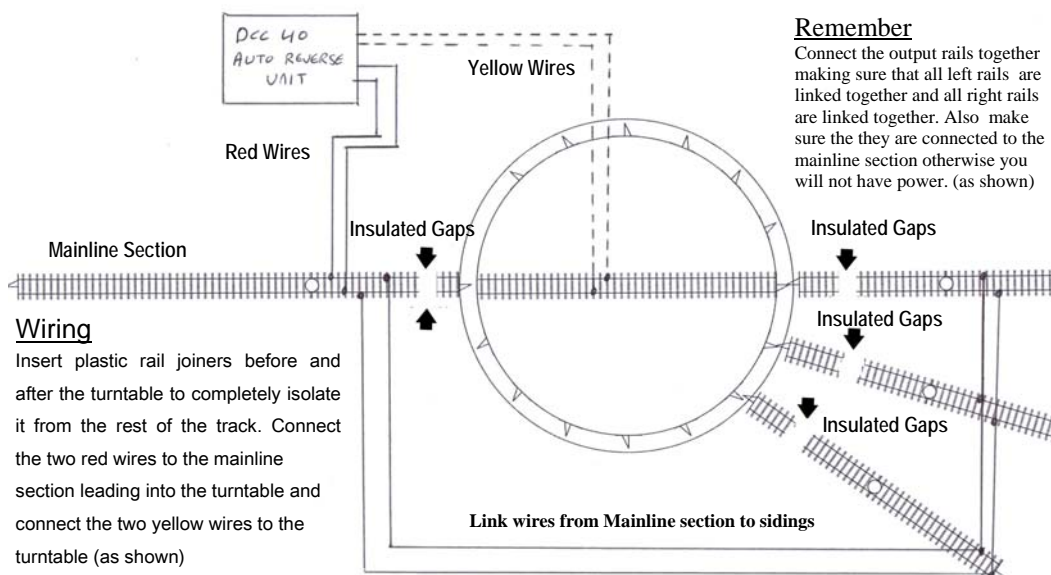 DCC 40
AUTO REVERSE
UNIT
Yellow Wires
Red Wires
Remember
Connect the output rails together
making sure that all left rails are
linked together and all right rails
are linked together. Also make
sure the they are connected to the
mainline section otherwise you
will not have power. (as shown)
Mainline Section
Insulated Gaps
Insulated Gaps
Insulated Gaps
Insulated Gaps
Wiring
Insert plastic rail joiners before and
after the turntable to completely isolate
it from the rest of the track. Connect
the two red wires to the mainline
section leading into the turntable and
connect the two yellow wires to the
turntable (as shown)
Link wires from Mainline section to sidings